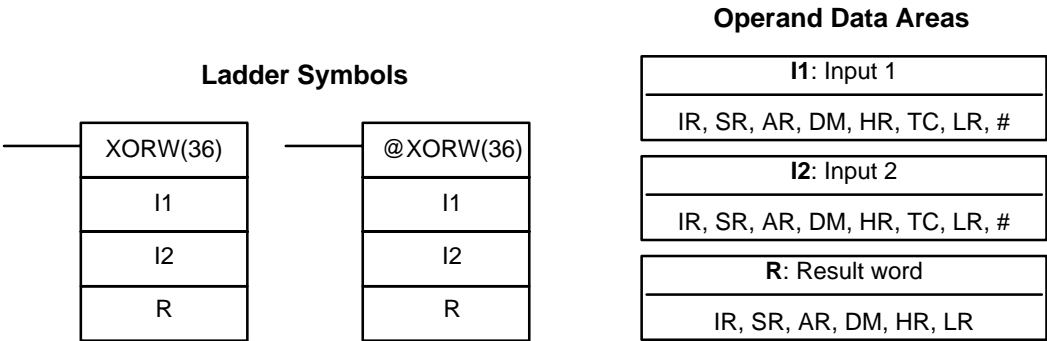 Ladder Symbols
XORW(36)
I1
I2
R
@XORW(36)
I1
I2
R
Operand Data Areas
I1: Input 1
IR, SR, AR, DM, HR, TC, LR, #
I2: Input 2
IR, SR, AR, DM, HR, TC, LR, #
R: Result word
IR, SR, AR, DM, HR, LR